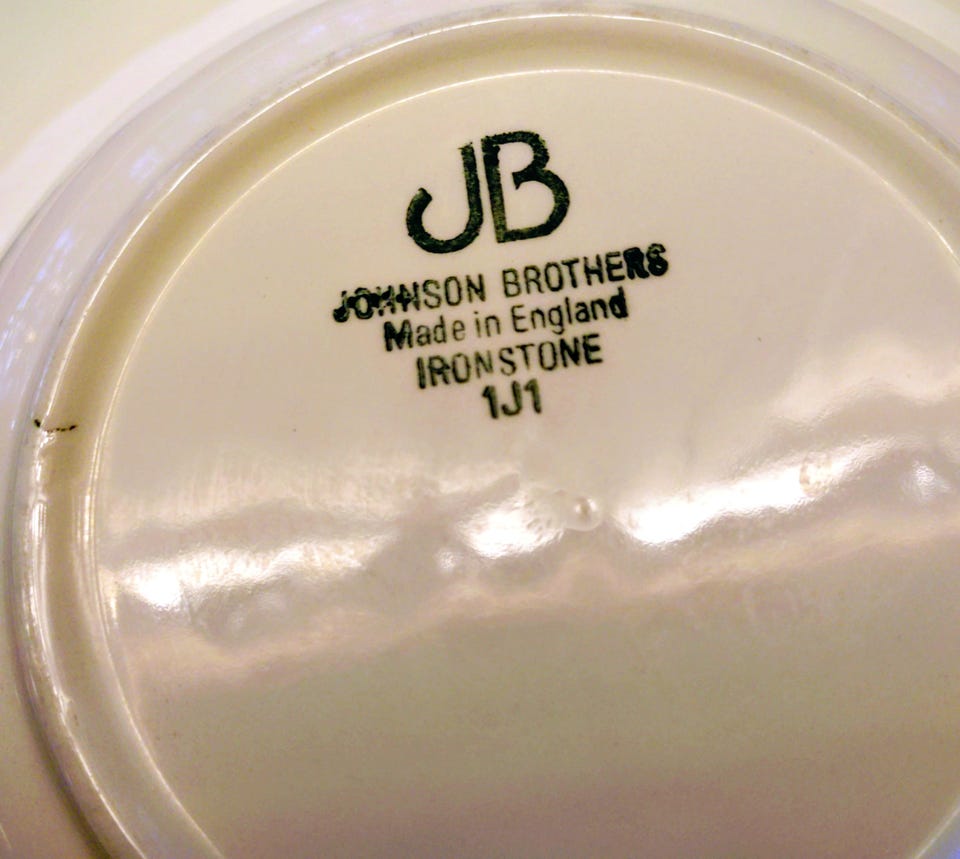 JB
JOHNSON BROTHERS
Made in England
IRONSTONE
1J1